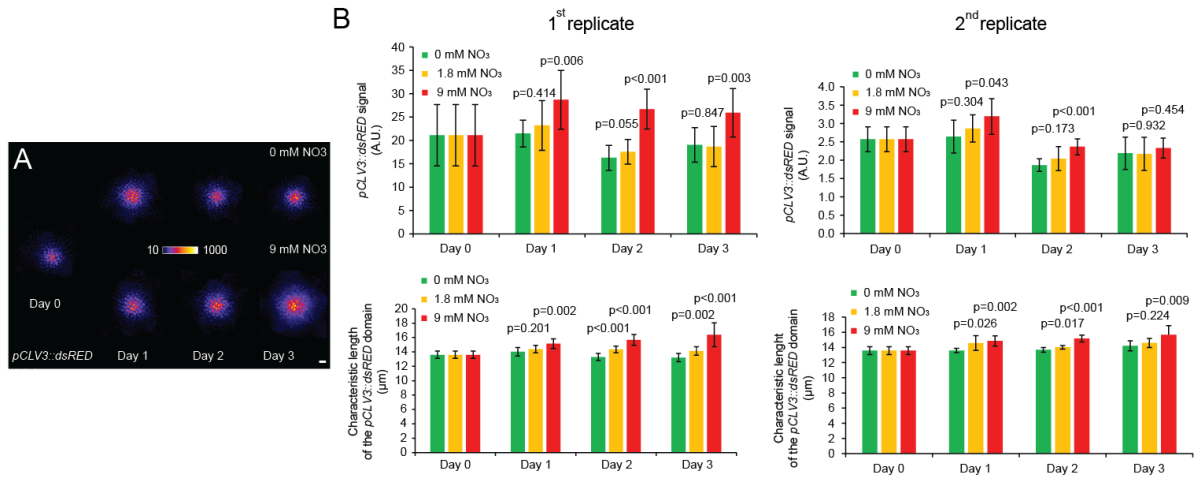 A
0 mM NO3
10 1000
9 mM NO3
Day 0
pCLV3::dsRED Day 1 Day 2 Day 3
B
1st replicate
pCLV3::dsRED signal
(A.U.)
40
35
30
25
20
15
10
5
0
0 mM NO₃
1.8 mM NO₃
9 mM NO₃
p=0.414
p=0.006
p=0.055
p<0.001
p=0.847
p=0.003
Day 0 Day 1 Day 2 Day 3
2nd replicate
pCLV3::dsRED signal
(A.U.)
4.0
3.5
3.0
2.5
2.0
1.5
1.0
0.5
0.0
0 mM NO₃
1.8 mM NO₃
9 mM NO₃
p=0.304
p=0.043
p=0.173
p<0.001
p=0.932
p=0.454
Day 0 Day 1 Day 2 Day 3
Characteristic lenght
of the pCLV3::dsRED domain
(µm)
18
16
14
12
10
8
6
4
2
0
0 mM NO₃
1.8 mM NO₃
9 mM NO₃
p=0.201
p=0.002
p<0.001
p<0.001
p=0.002
p<0.001
Day 0 Day 1 Day 2 Day 3
Characteristic lenght
of the pCLV3::dsRED domain
(µm)
18
16
14
12
10
8
6
4
2
0
0 mM NO₃
1.8 mM NO₃
9 mM NO₃
p=0.026
p=0.002
p=0.017
p<0.001
p=0.224
p=0.009
Day 0 Day 1 Day 2 Day 3